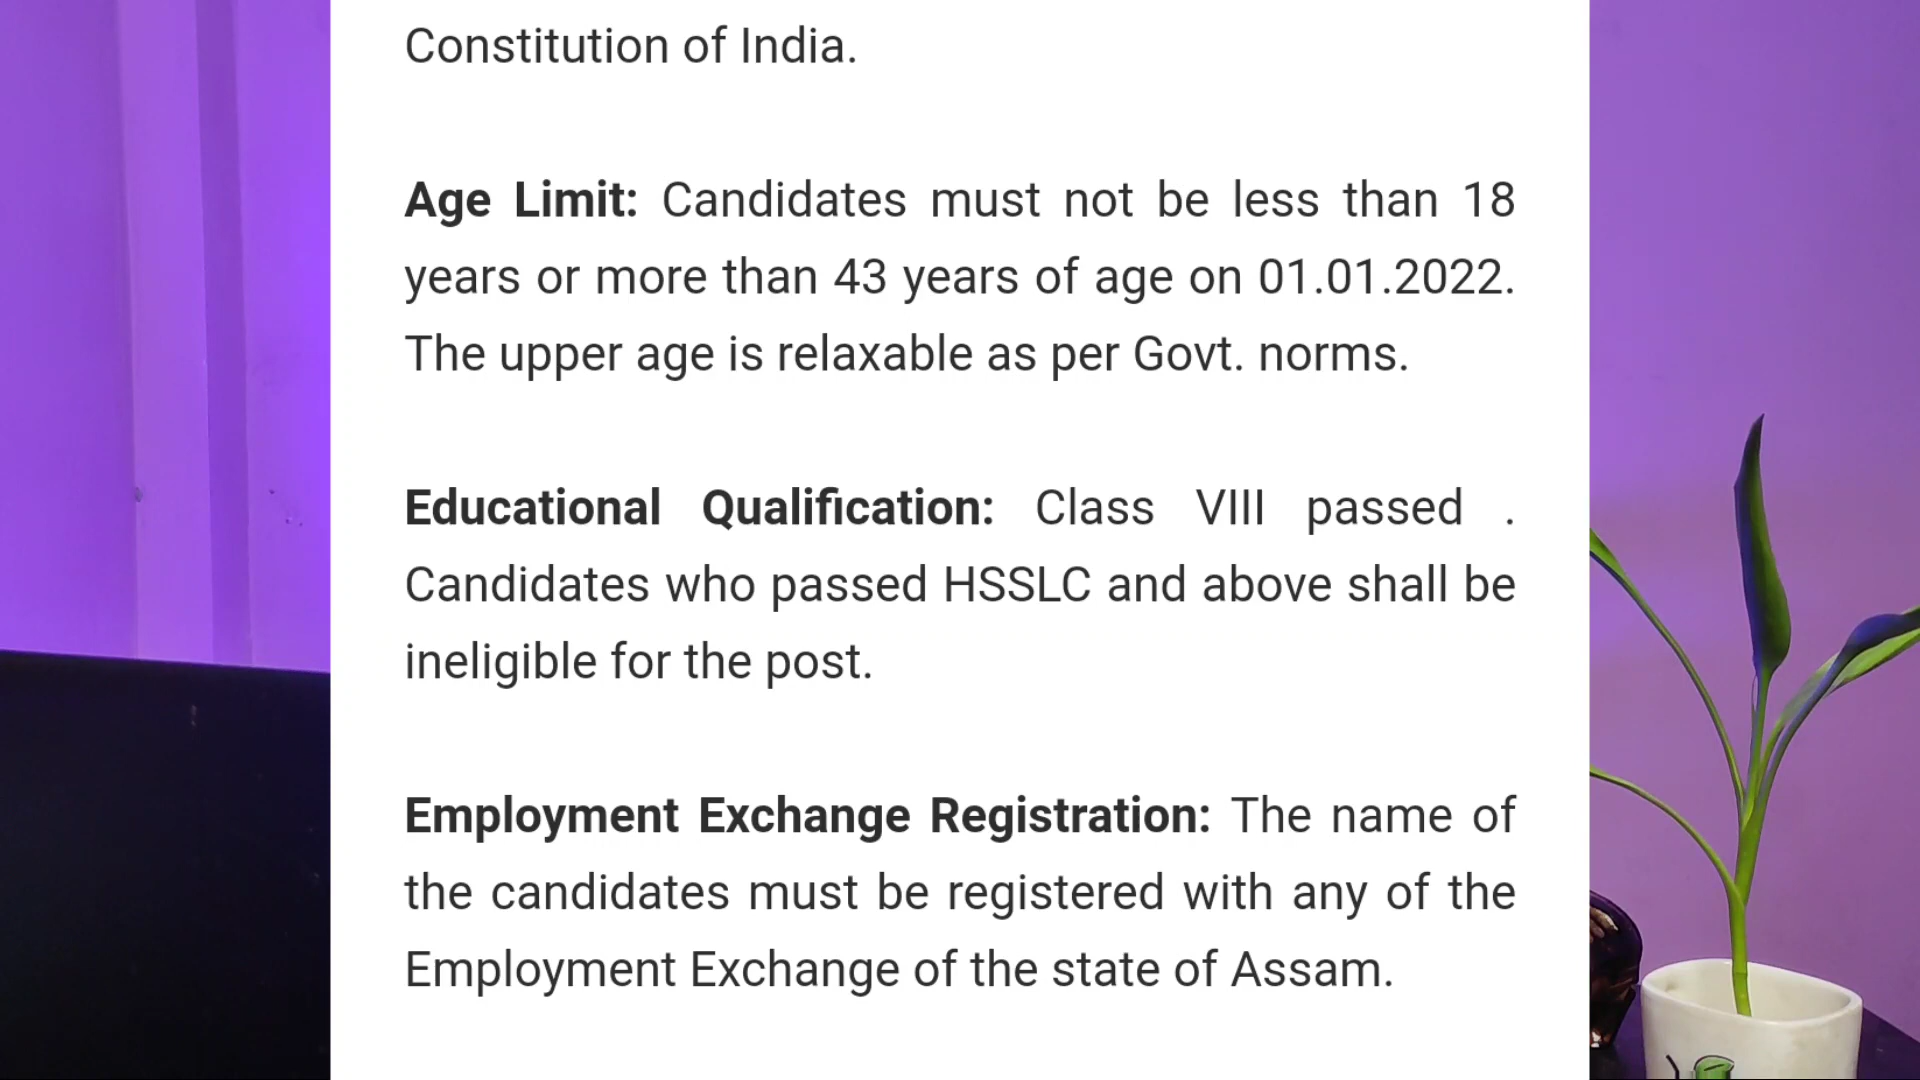 Constitution of India.
Age Limit: Candidates must not be less than 18
years or more than 43 years of age on 01.01.2022.
The upper age is relaxable as per Govt. norms.
Educational Qualification: Class VIII passed .
Candidates who passed HSSLC and above shall be
ineligible for the post.
Employment Exchange Registration: The name of
the candidates must be registered with any of the
Employment Exchange of the state of Assam.